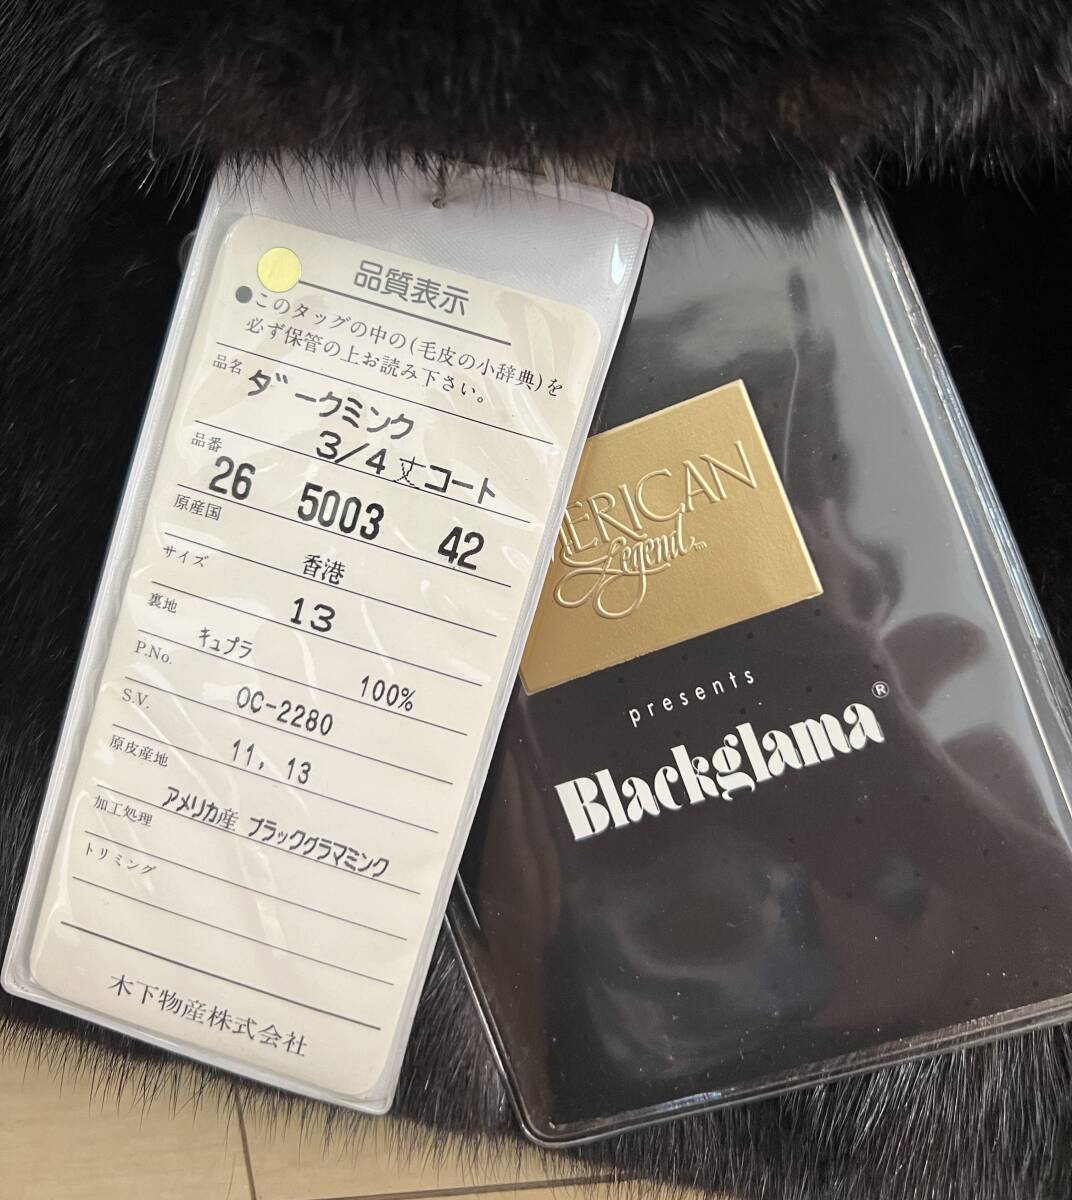 品質表示
●このタッグの中の(毛皮の小辞典)を
必ず保管の上お読み下さい。
品名 ダークミンク
3/4丈コート
品番 26 5003 42
原産国 香港
サイズ 13
裏地 キュプラ 100%
P.No. OC-2280
S.V. 11, 13
原皮産地 アメリカ産 ブラックグラマミンク
加工処理
トリミング
木下物産株式会社
ERICAN
Legend™
presents
Blackglama®